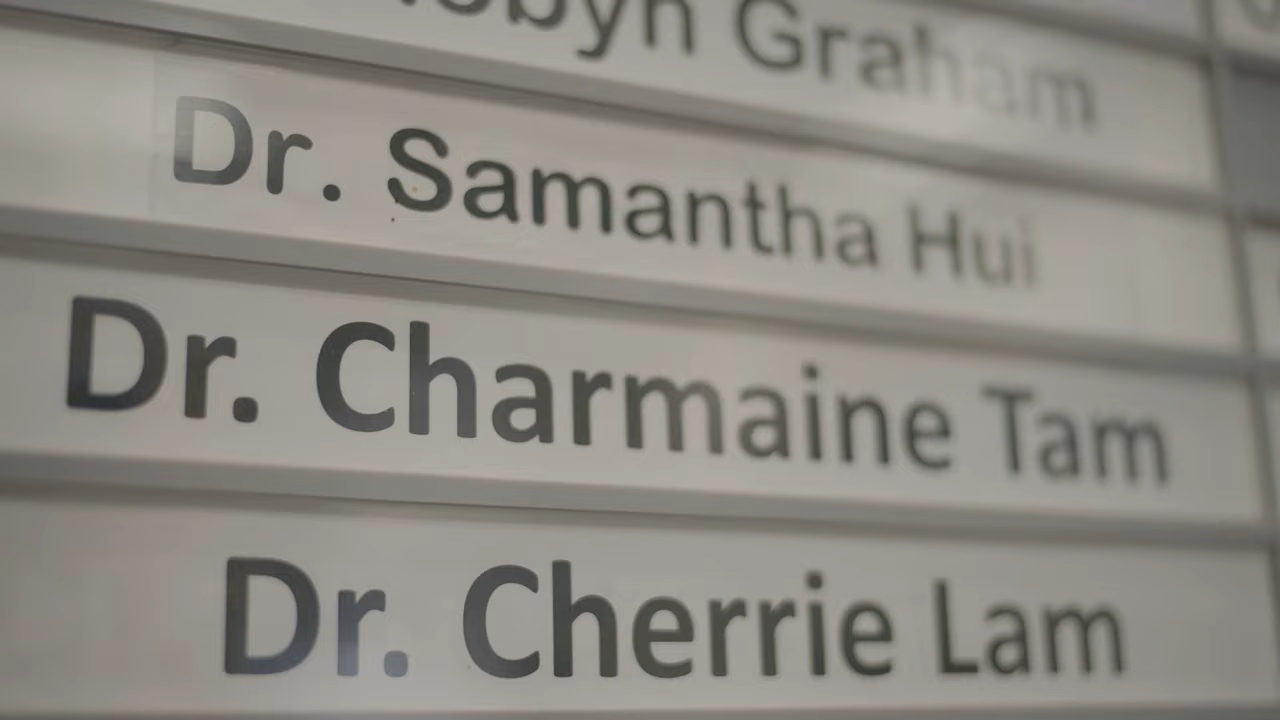 Graham
Dr. Samantha Hui
Dr. Charmaine Tam
Dr. Cherrie Lam